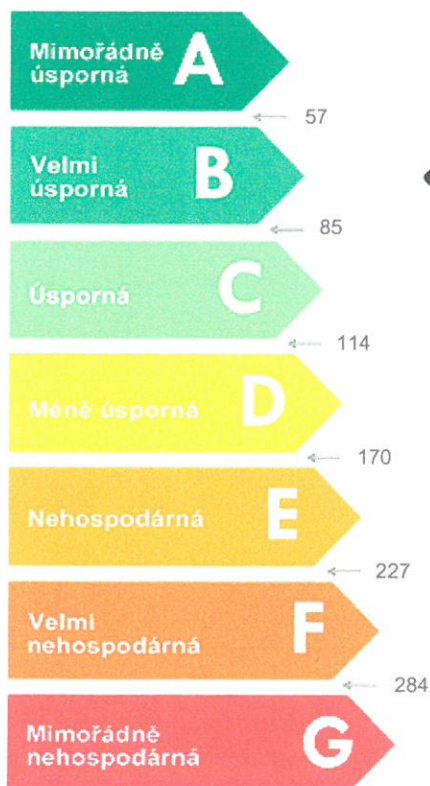 Mimořádně
úsporná
A
57
Velmi
úsporná
B
85
Úsporná
C
114
Méně úsporná
D
170
Nehospodárná
E
227
Velmi
nehospodárná
F
284
Mimořádně
nehospodárná
G